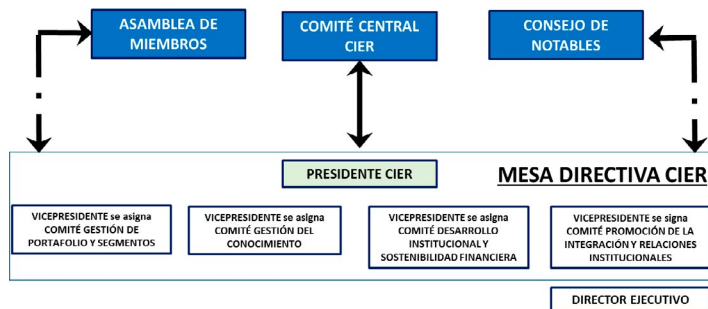 ASAMBLEA DE
MIEMBROS
COMITÉ CENTRAL
CIER
CONSEJO DE
NOTABLES
PRESIDENTE CIER
MESA DIRECTIVA CIER
VICEPRESIDENTE se asigna
COMITÉ GESTIÓN DE
PORTAFOLIO Y SEGMENTOS
VICEPRESIDENTE se asigna
COMITÉ GESTIÓN DEL
CONOCIMIENTO
VICEPRESIDENTE se asigna
COMITÉ DESARROLLO
INSTITUCIONAL Y
SOSTENIBILIDAD FINANCIERA
VICEPRESIDENTE se signa
COMITÉ PROMOCIÓN DE LA
INTEGRACIÓN Y RELACIONES
INSTITUCIONALES
DIRECTOR EJECUTIVO